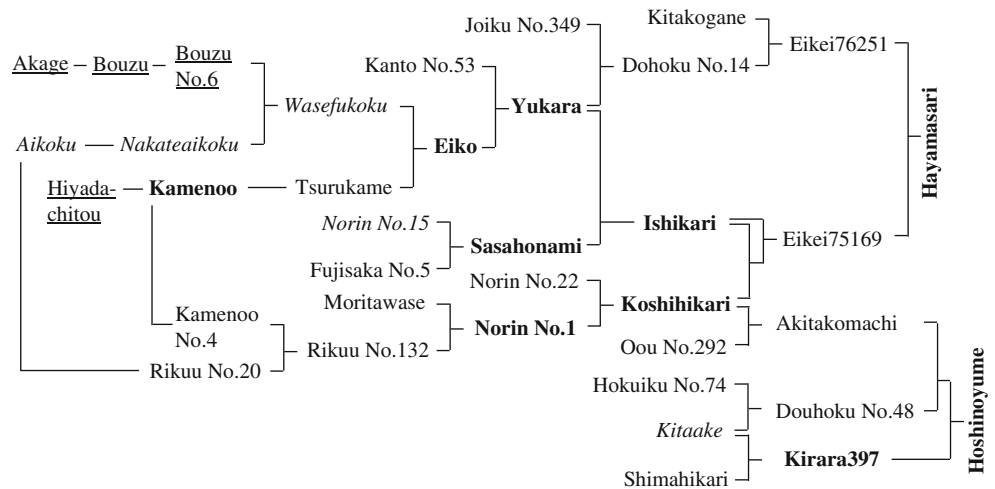 Joiku No.349
Kitakogane
Eikei76251
Akage
Bouzu
Bouzu
No.6
Kanto No.53
Dohoku No.14
Wasefukoku
Yukara
Aikoku
Nakateaikoku
Eiko
Hiyada-
chitou
Kamenoo
Tsurukame
Hayamasari
Norin No.15
Sasahonami
Ishikari
Eikei75169
Fujisaka No.5
Norin No.22
Moritawase
Koshihikari
Kamenoo
No.4
Norin No.1
Akitakomachi
Rikuu No.132
Oou No.292
Rikuu No.20
Hokuiku No.74
Douhoku No.48
Kitaake
Kirara397
Shimahikari
Hoshinoyume